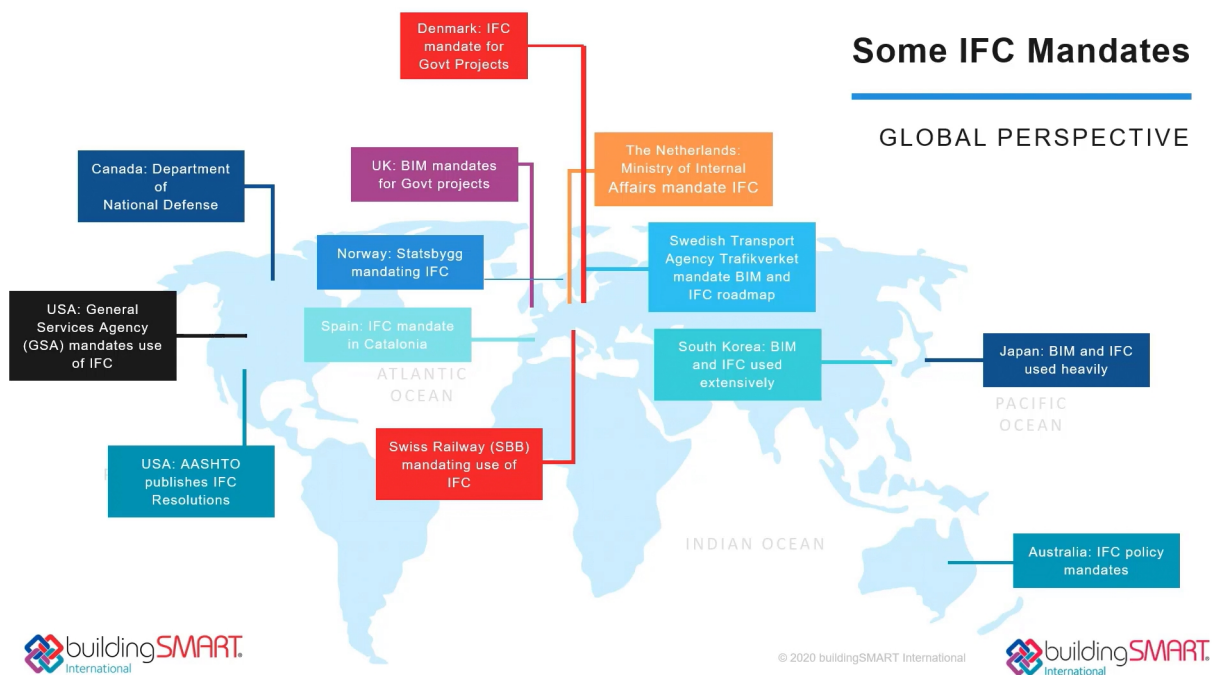 Some IFC Mandates
GLOBAL PERSPECTIVE
Denmark: IFC
mandate for
Govt Projects
Canada: Department
of
National Defense
UK: BIM mandates
for Govt projects
The Netherlands:
Ministry of Internal
Affairs mandate IFC
Norway: Statsbygg
mandating IFC
Swedish Transport
Agency Trafikverket
mandate BIM and
IFC roadmap
USA: General
Services Agency
(GSA) mandates use
of IFC
Spain: IFC mandate
in Catalonia
South Korea: BIM
and IFC used
extensively
Japan: BIM and IFC
used heavily
ATLANTIC
OCEAN
PACIFIC
OCEAN
USA: AASHTO
publishes IFC
Resolutions
Swiss Railway (SBB)
mandating use of
IFC
INDIAN OCEAN
Australia: IFC policy
mandates
buildingSMART®
International
© 2020 buildingSMART International
buildingSMART®
International